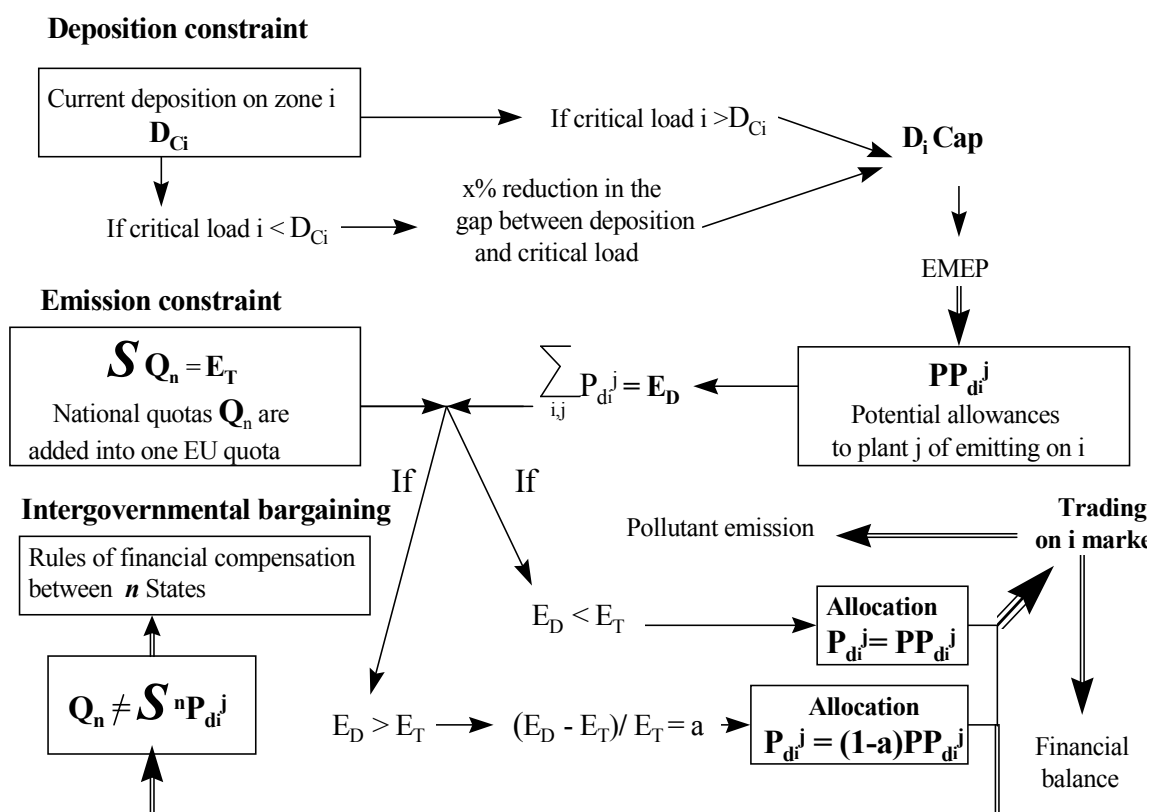 Deposition constraint
Current deposition on zone i
D_Ci
If critical load i >D_Ci
D_i Cap
x% reduction in the
gap between deposition
and critical load
If critical load i < D_Ci
EMEP
Emission constraint
S Q_n = E_T
National quotas Q_n are
added into one EU quota
∑_i,j P_di^j = E_D
PP_di^j
Potential allowances
to plant j of emitting on i
If
If
Intergovernmental bargaining
Rules of financial compensation
between n States
Pollutant emission
Trading
on i marke
E_D < E_T
Allocation
P_di^j = PP_di^j
Q_n ≠ S ^nP_di^j
E_D > E_T
(E_D - E_T)/ E_T = a
Allocation
P_di^j = (1-a)PP_di^j
Financial
balance